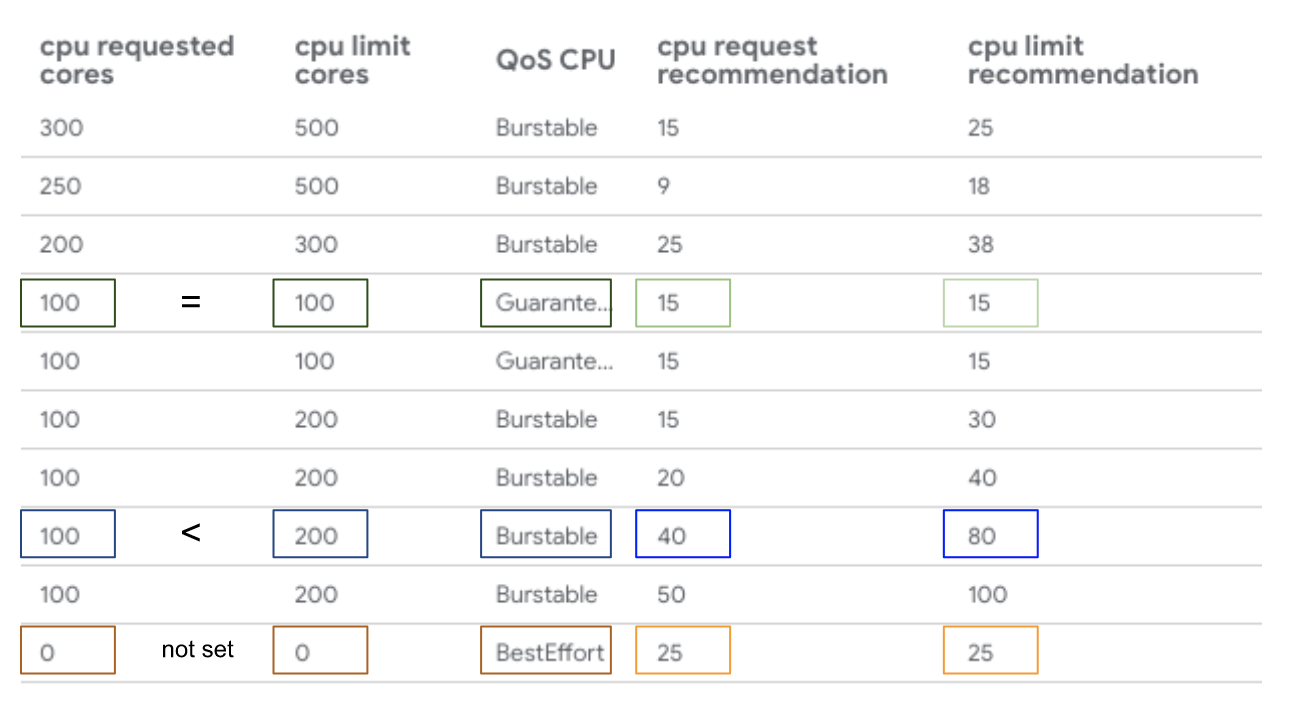 cpu requested cores cpu limit cores QoS CPU cpu request recommendation cpu limit recommendation
300 500 Burstable 15 25
250 500 Burstable 9 18
200 300 Burstable 25 38
100 = 100 Guarante... 15 15
100 100 Guarante... 15 15
100 200 Burstable 15 30
100 200 Burstable 20 40
100 < 200 Burstable 40 80
100 200 Burstable 50 100
0 not set 0 BestEffort 25 25